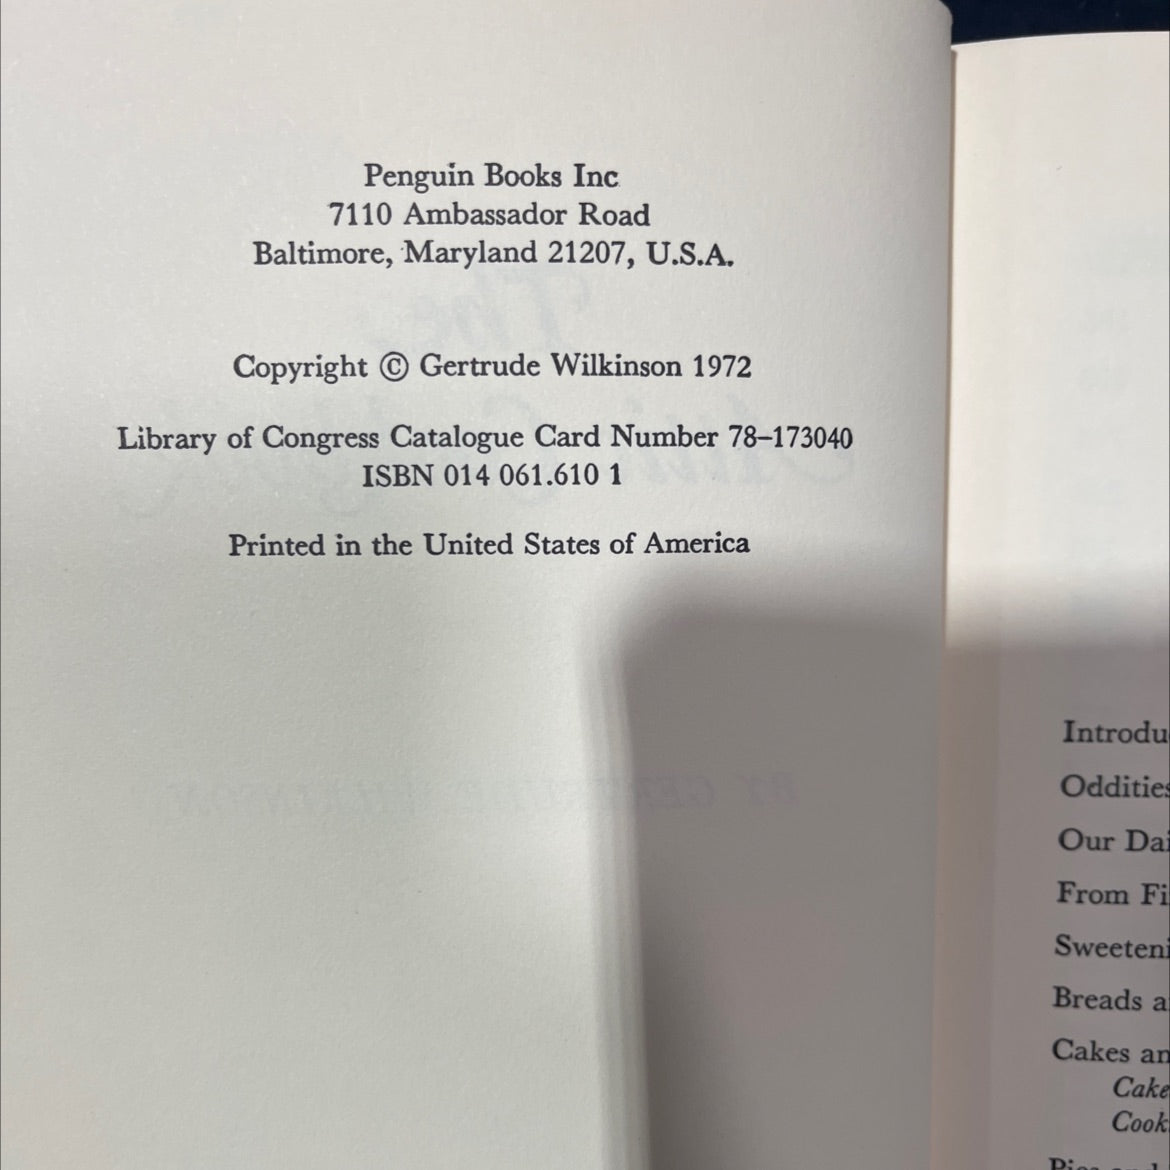 Penguin Books Inc
7110 Ambassador Road
Baltimore, Maryland 21207, U.S.A.
Copyright © Gertrude Wilkinson 1972
Library of Congress Catalogue Card Number 78–173040
ISBN 014 061.610 1
Printed in the United States of America
Introdu
Oddities
Our Dai
From Fi
Sweeteni
Breads a
Cakes an
Cake
Cook